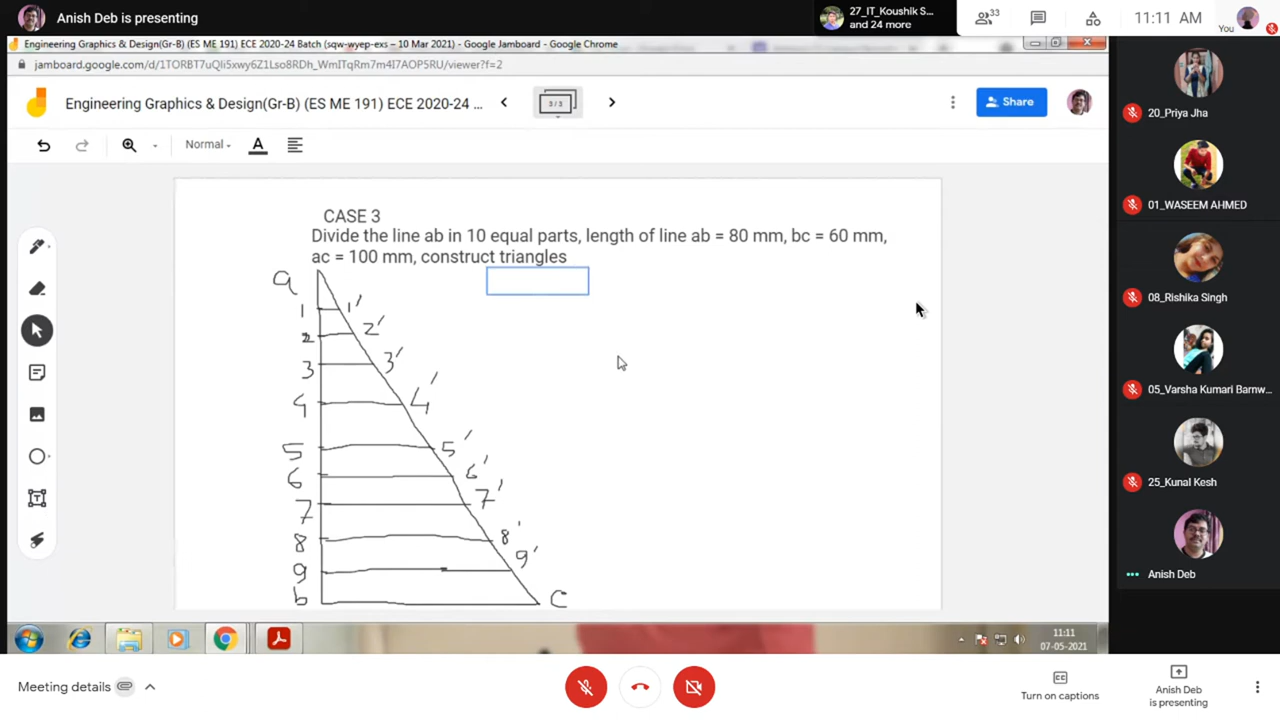 Anish Deb is presenting
27_IT_Koushik S...
and 24 more
33
11:11 AM
You
Engineering Graphics & Design(Gr-B) (ES ME 191) ECE 2020-24 Batch (sqw-wyep-exs – 10 Mar 2021) - Google Jamboard - Google Chrome
jamboard.google.com/d/1TORBT7uQli5xwy6Z1Lso8RDh_WmITqRm7m4I7AOP5RU/viewer?f=2
Engineering Graphics & Design(Gr-B) (ES ME 191) ECE 2020-24 ...
3 / 3
Share
Normal
A
CASE 3
Divide the line ab in 10 equal parts, length of line ab = 80 mm, bc = 60 mm,
ac = 100 mm, construct triangles
a
1 1'
2 2'
3 3'
4 4'
5 5'
6 6'
7 7'
8 8'
9 9'
b c
20_Priya Jha
01_WASEEM AHMED
08_Rishika Singh
05_Varsha Kumari Barnw...
25_Kunal Kesh
Anish Deb
11:11
07-05-2021
Meeting details
Turn on captions
Anish Deb
is presenting